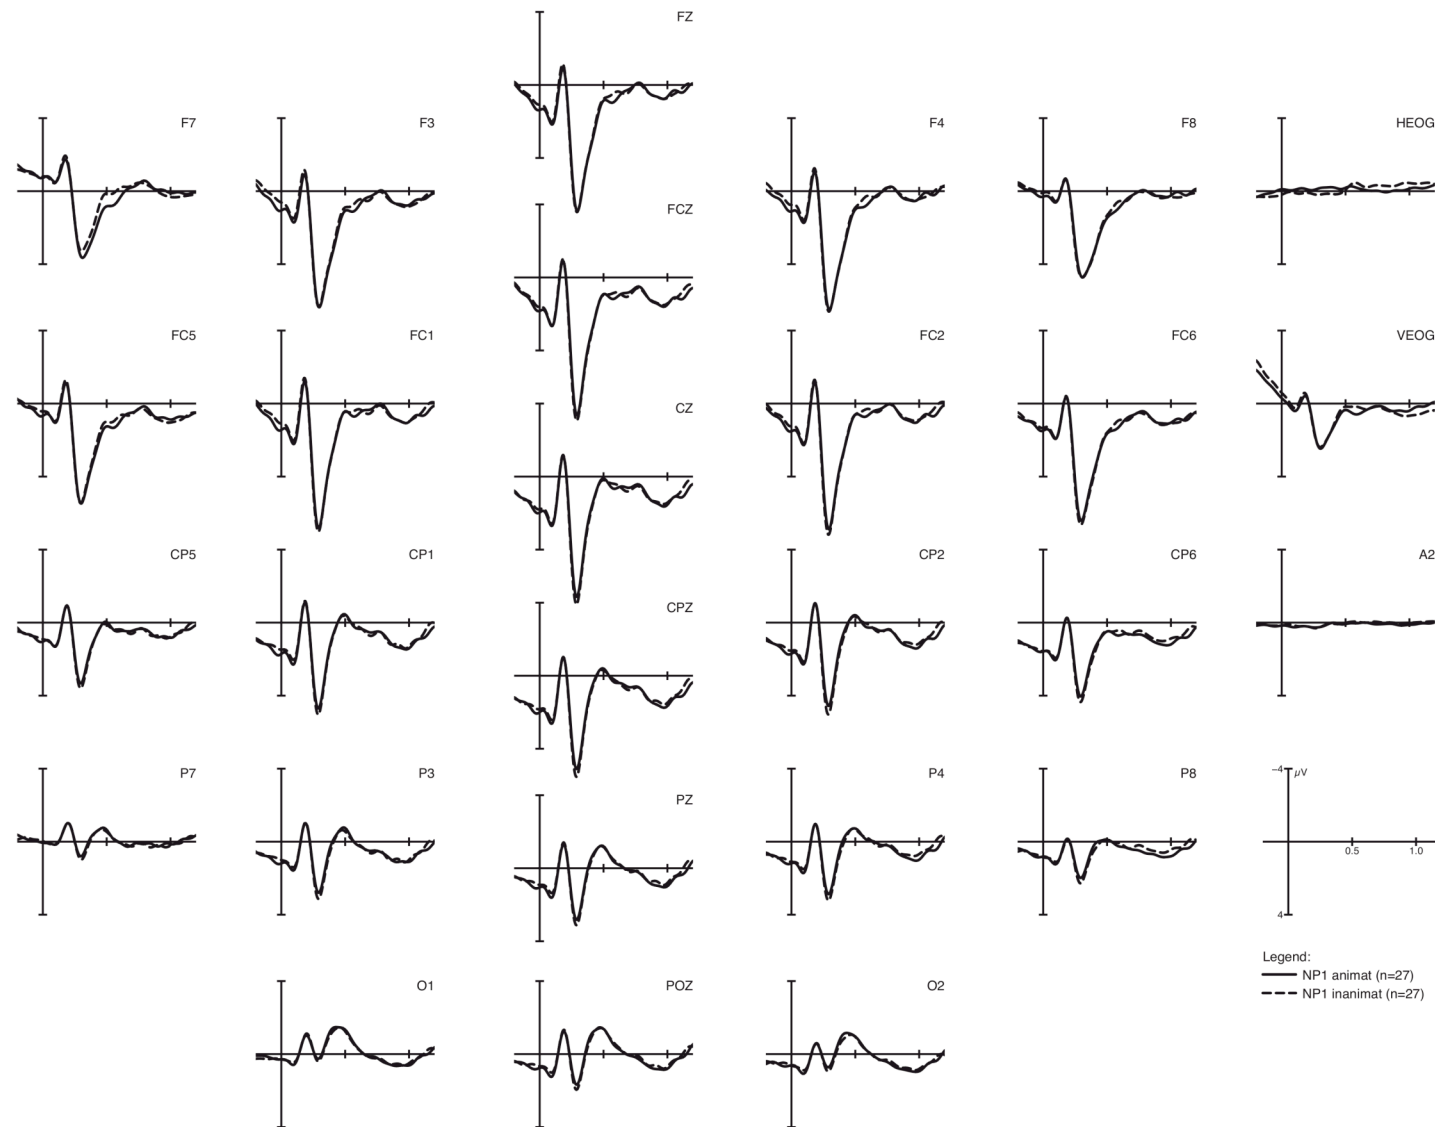 FZ
F7
F3
F4
F8
HEOG
FCZ
FC5
FC1
FC2
FC6
VEOG
CZ
CP5
CP1
CP2
CP6
A2
CPZ
P7
P3
P4
P8
−4 µV
PZ
0.5 1.0
4
Legend:
NP1 animat (n=27)
NP1 inanimat (n=27)
O1
POZ
O2